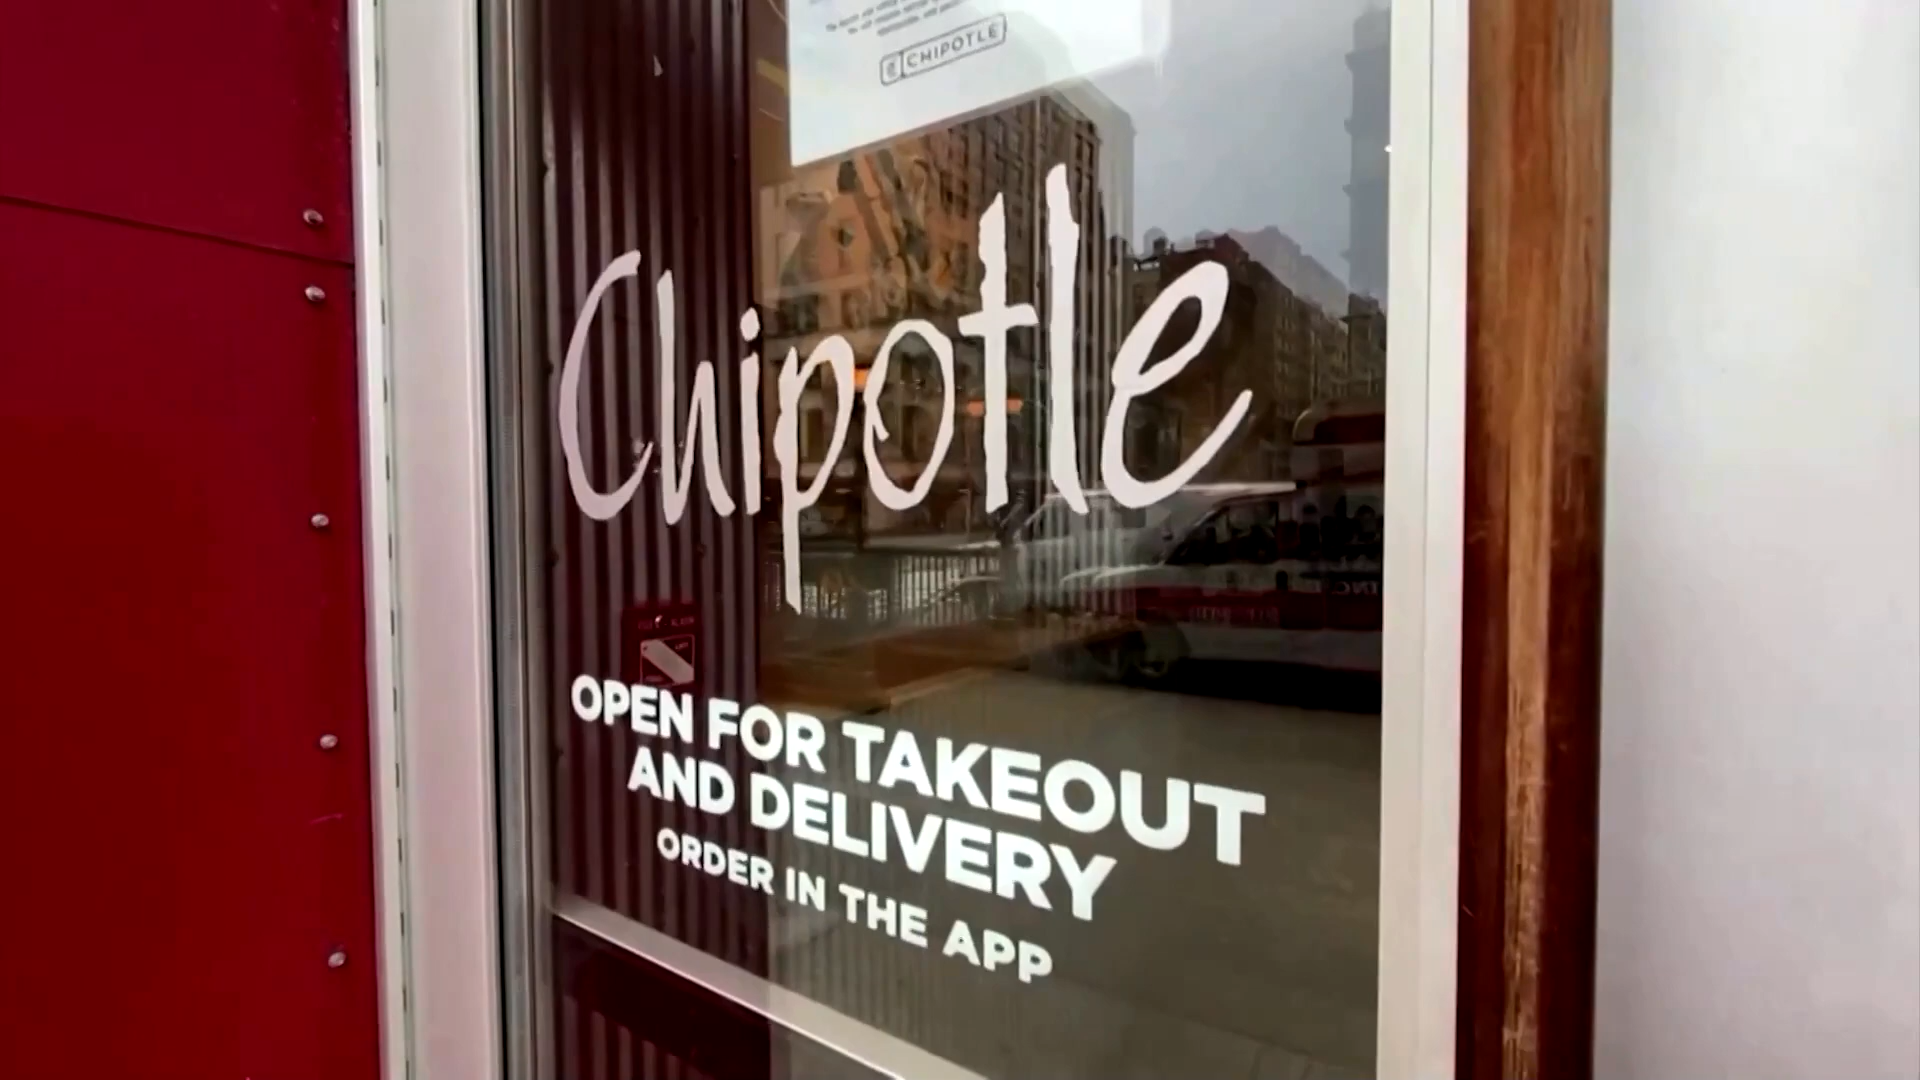 CHIPOTLE
Chipotle
OPEN FOR TAKEOUT
AND DELIVERY
ORDER IN THE APP